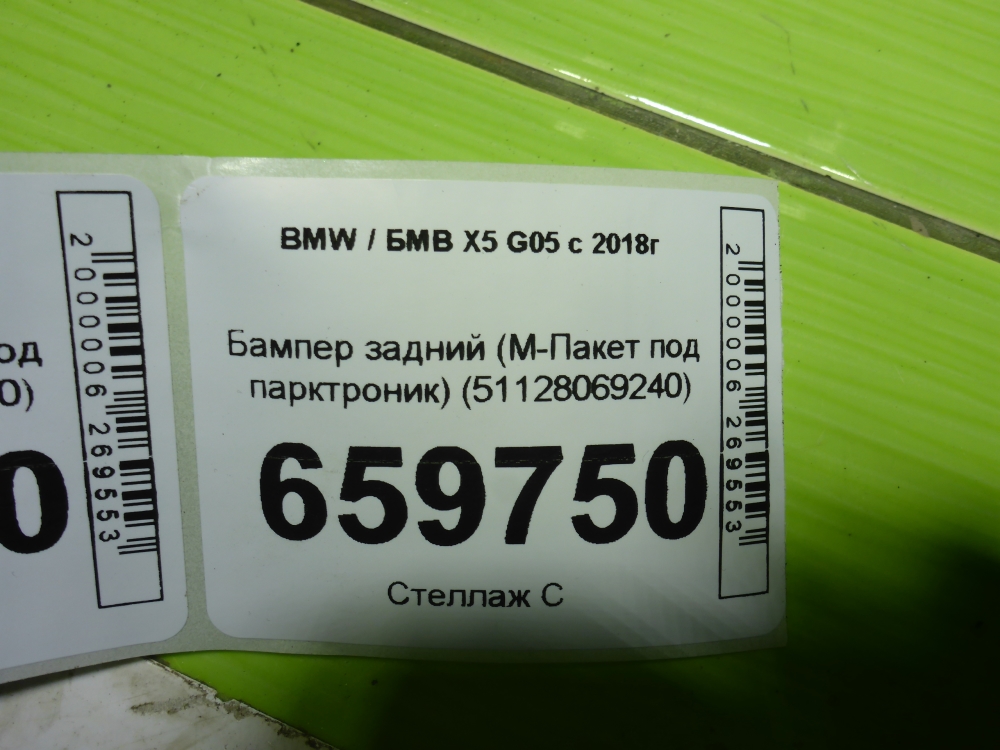 од
0)
0
2 000006 269553
BMW / БМВ X5 G05 с 2018г
Бампер задний (М-Пакет под
парктроник) (51128069240)
659750
Стеллаж С
2 000006 269553